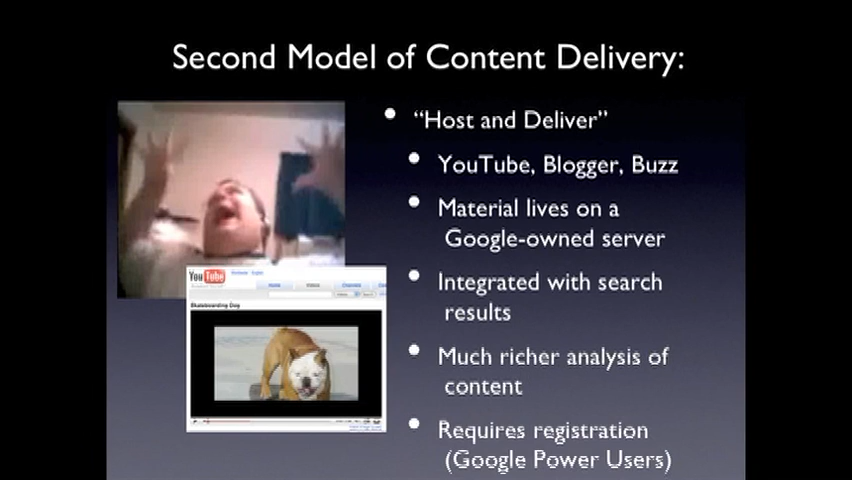 Second Model of Content Delivery:
• “Host and Deliver”
• YouTube, Blogger, Buzz
• Material lives on a
Google-owned server
• Integrated with search
results
• Much richer analysis of
content
• Requires registration
(Google Power Users)
YouTube
Skateboarding Dog